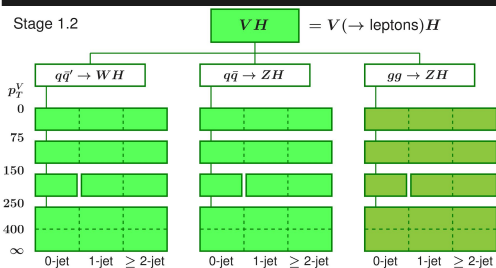 Stage 1.2
VH = V(→ leptons)H
qq̄′ → WH qq̄ → ZH gg → ZH
p_T^V
0
75
150
250
400
∞
0-jet 1-jet ≥ 2-jet 0-jet 1-jet ≥ 2-jet 0-jet 1-jet ≥ 2-jet